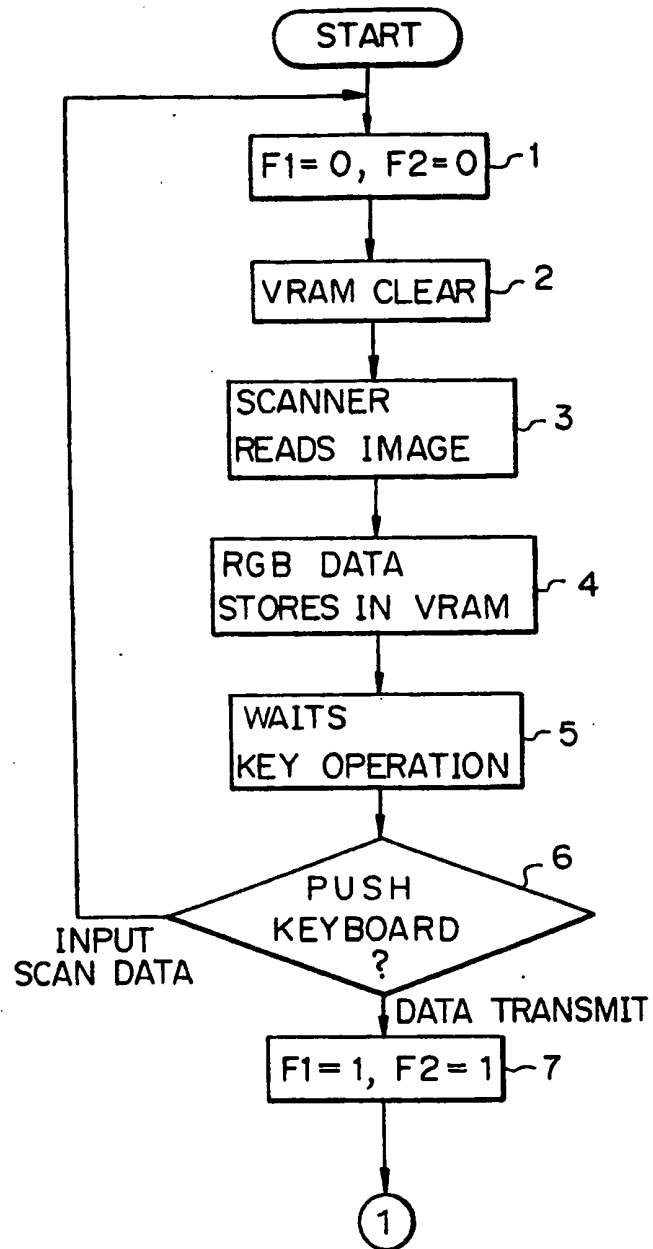 START
F1=0, F2=0
1
VRAM CLEAR
2
SCANNER
READS IMAGE
3
RGB DATA
STORES IN VRAM
4
WAITS
KEY OPERATION
5
6
PUSH
KEYBOARD
?
INPUT
SCAN DATA
DATA TRANSMIT
F1=1, F2=1
7
1